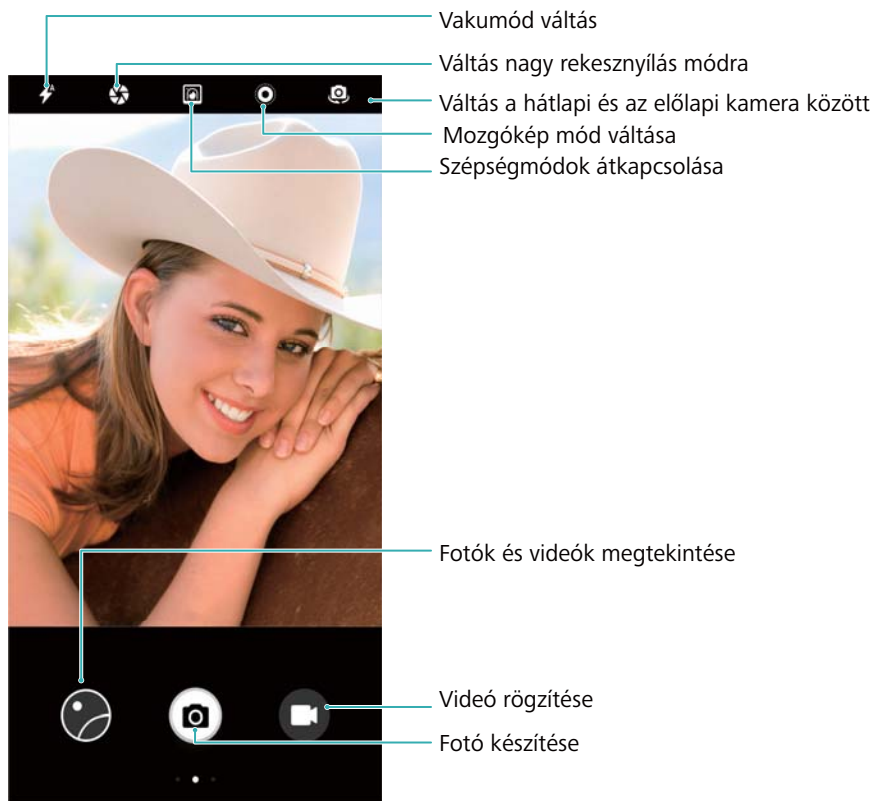 Vakumód váltás
Váltás nagy rekesznyílás módra
Váltás a hátlapi és az előlapi kamera között
Mozgókép mód váltása
Szépségmódok átkapcsolása
Fotók és videók megtekintése
Videó rögzítése
Fotó készítése